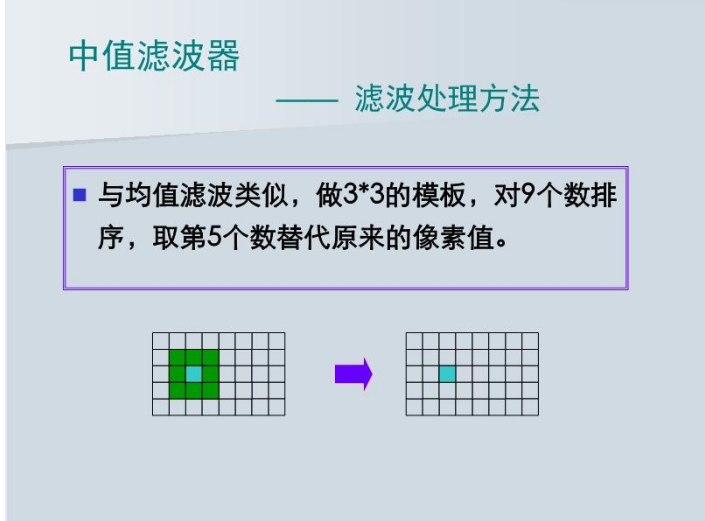 中值滤波器
—— 滤波处理方法
与均值滤波类似，做3*3的模板，对9个数排
序，取第5个数替代原来的像素值。